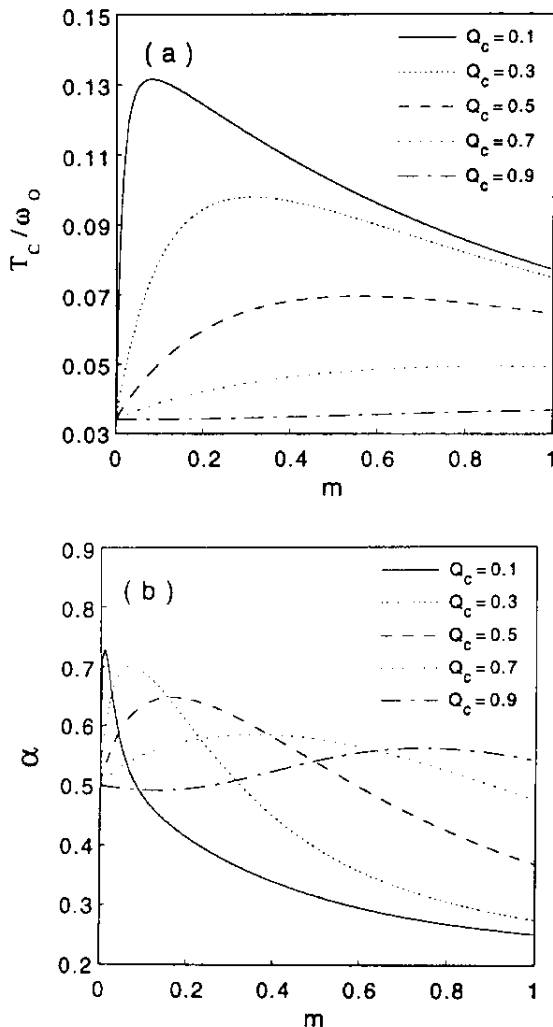 (a)
Q_c = 0.1
Q_c = 0.3
Q_c = 0.5
Q_c = 0.7
Q_c = 0.9
T_c/ω_o
0.15
0.13
0.11
0.09
0.07
0.05
0.03
0 0.2 0.4 0.6 0.8 1
m
(b)
Q_c = 0.1
Q_c = 0.3
Q_c = 0.5
Q_c = 0.7
Q_c = 0.9
α
0.9
0.8
0.7
0.6
0.5
0.4
0.3
0.2
0 0.2 0.4 0.6 0.8 1
m